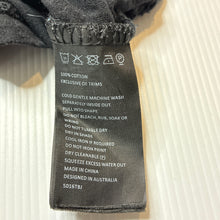 100% COTTON
EXCLUSIVE OF TRIMS
COLD GENTLE MACHINE WASH
SEPARATELY INSIDE OUT
PULL INTO SHAPE
DO NOT BLEACH, RUB, SOAK OR
WRING
DO NOT TUMBLE DRY
DRY IN SHADE
COOL IRON IF REQUIRED
DO NOT IRON PRINT
DRY CLEANABLE (P)
SQUEEZE EXCESS WATER OUT
MADE IN CHINA
DESIGNED IN AUSTRALIA